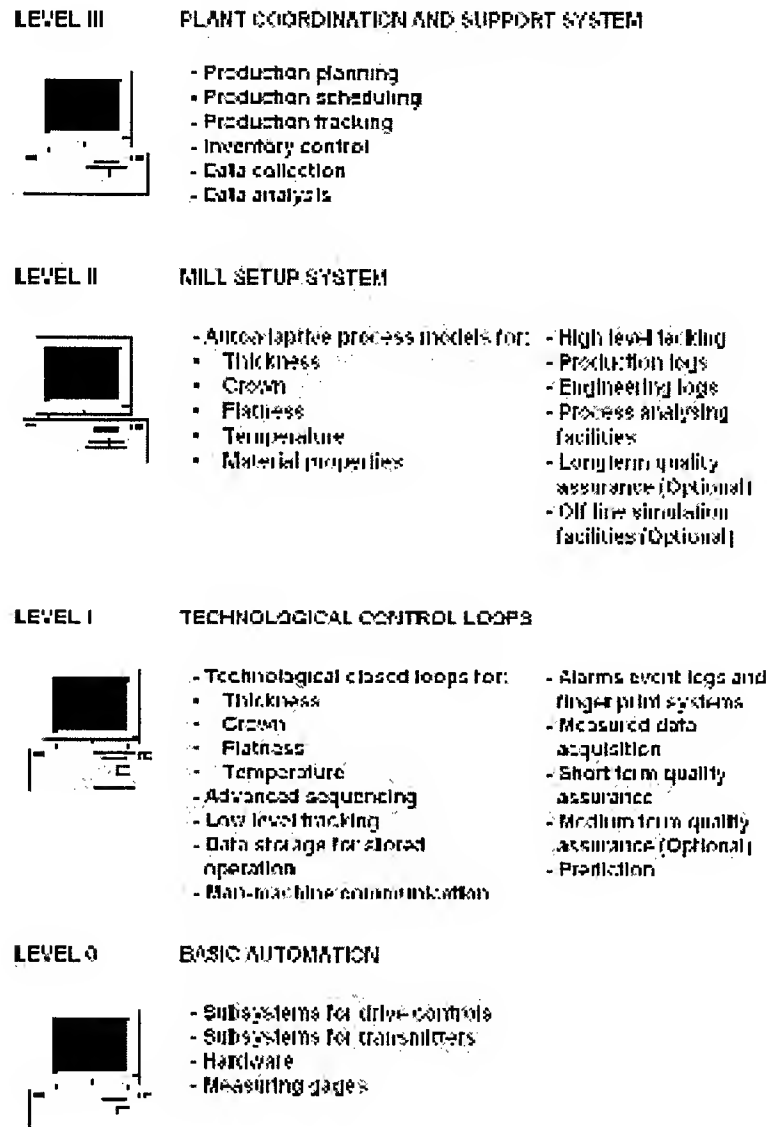 LEVEL III PLANT COORDINATION AND SUPPORT SYSTEM
- Production planning
- Production scheduling
- Production tracking
- Inventory control
- Data collection
- Data analysis
LEVEL II MILL SETUP SYSTEM
- Autoadaptive process models for:
• Thickness
• Crown
• Flatness
• Temperature
• Material properties
- High level tacking
- Production logs
- Engineering logs
- Process analysing
facilities
- Longterm quality
assurance (Optional)
- Off line simulation
facilities (Optional)
LEVEL I TECHNOLOGICAL CONTROL LOOPS
- Technological closed loops for:
• Thickness
• Crown
• Flatness
• Temperature
- Advanced sequencing
- Low level tracking
- Data storage for stored
operation
- Man-machine communication
- Alarms event logs and
fingerprint systems
- Measured data
acquisition
- Short term quality
assurance
- Medium term quality
assurance (Optional)
- Prediction
LEVEL 0 BASIC AUTOMATION
- Subsystems for drive controls
- Subsystems for transmitters
- Hardware
- Measuring gages